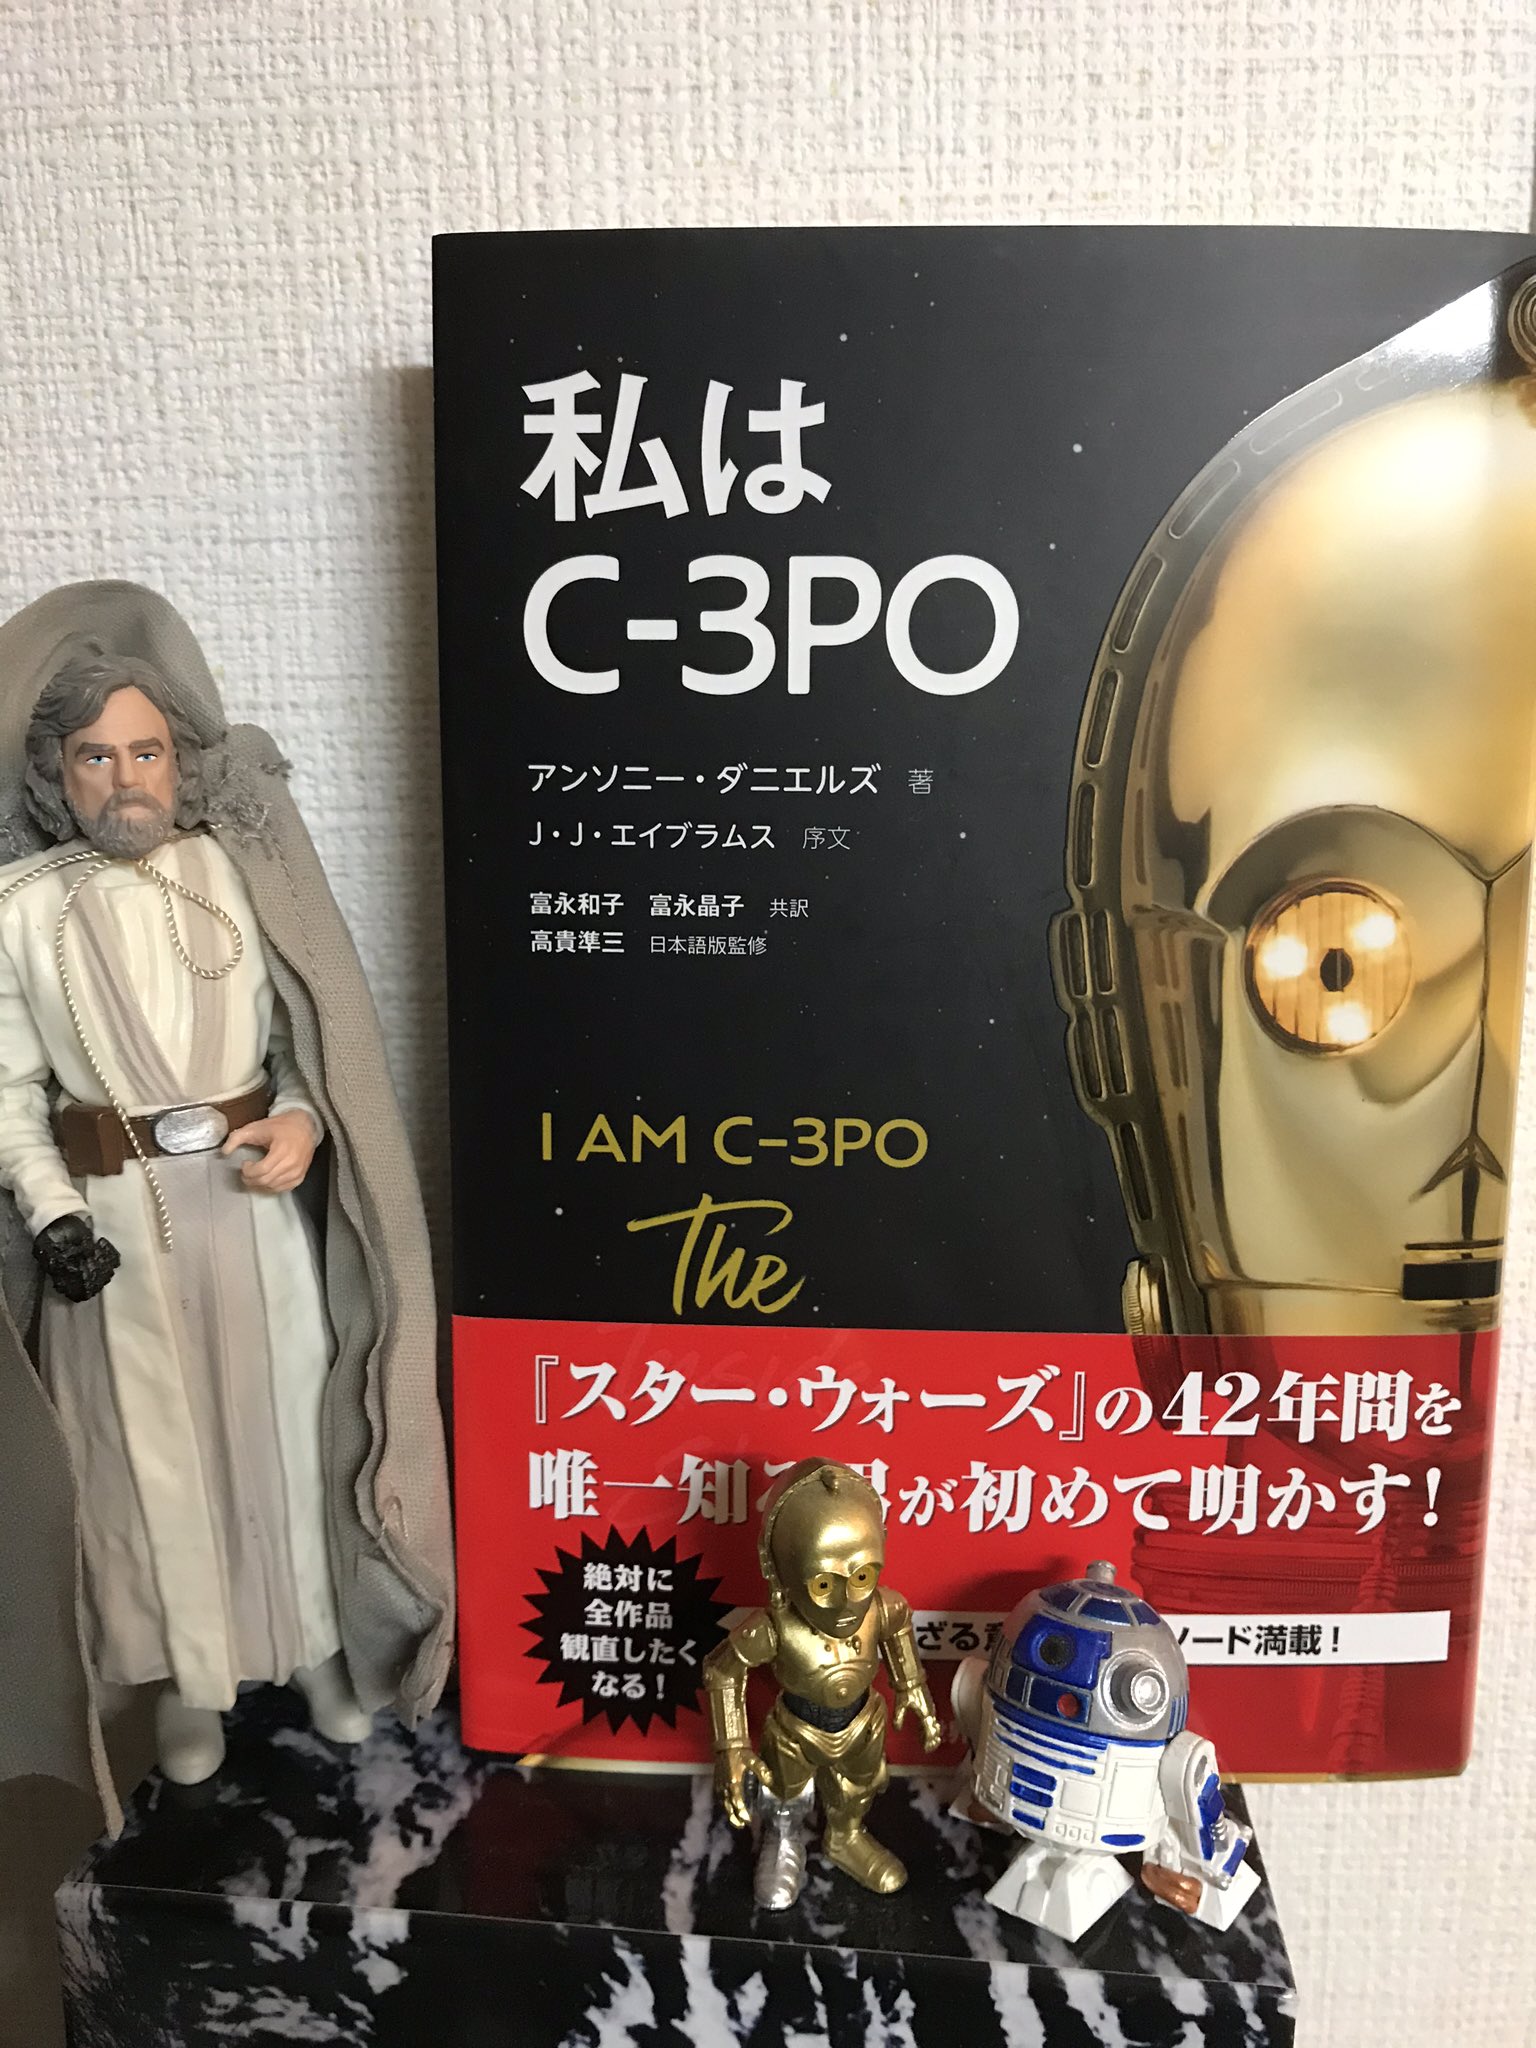 私は
C-3PO
アンソニー・ダニエルズ 著
J・J・エイブラムス 序文
富永和子 富永晶子 共訳
高貴準三 日本語版監修
I AM C-3PO
The
『スター・ウォーズ』の42年間を
唯一知る男が初めて明かす!
絶対に
全作品
観直したく
なる!
ざる ソード満載!